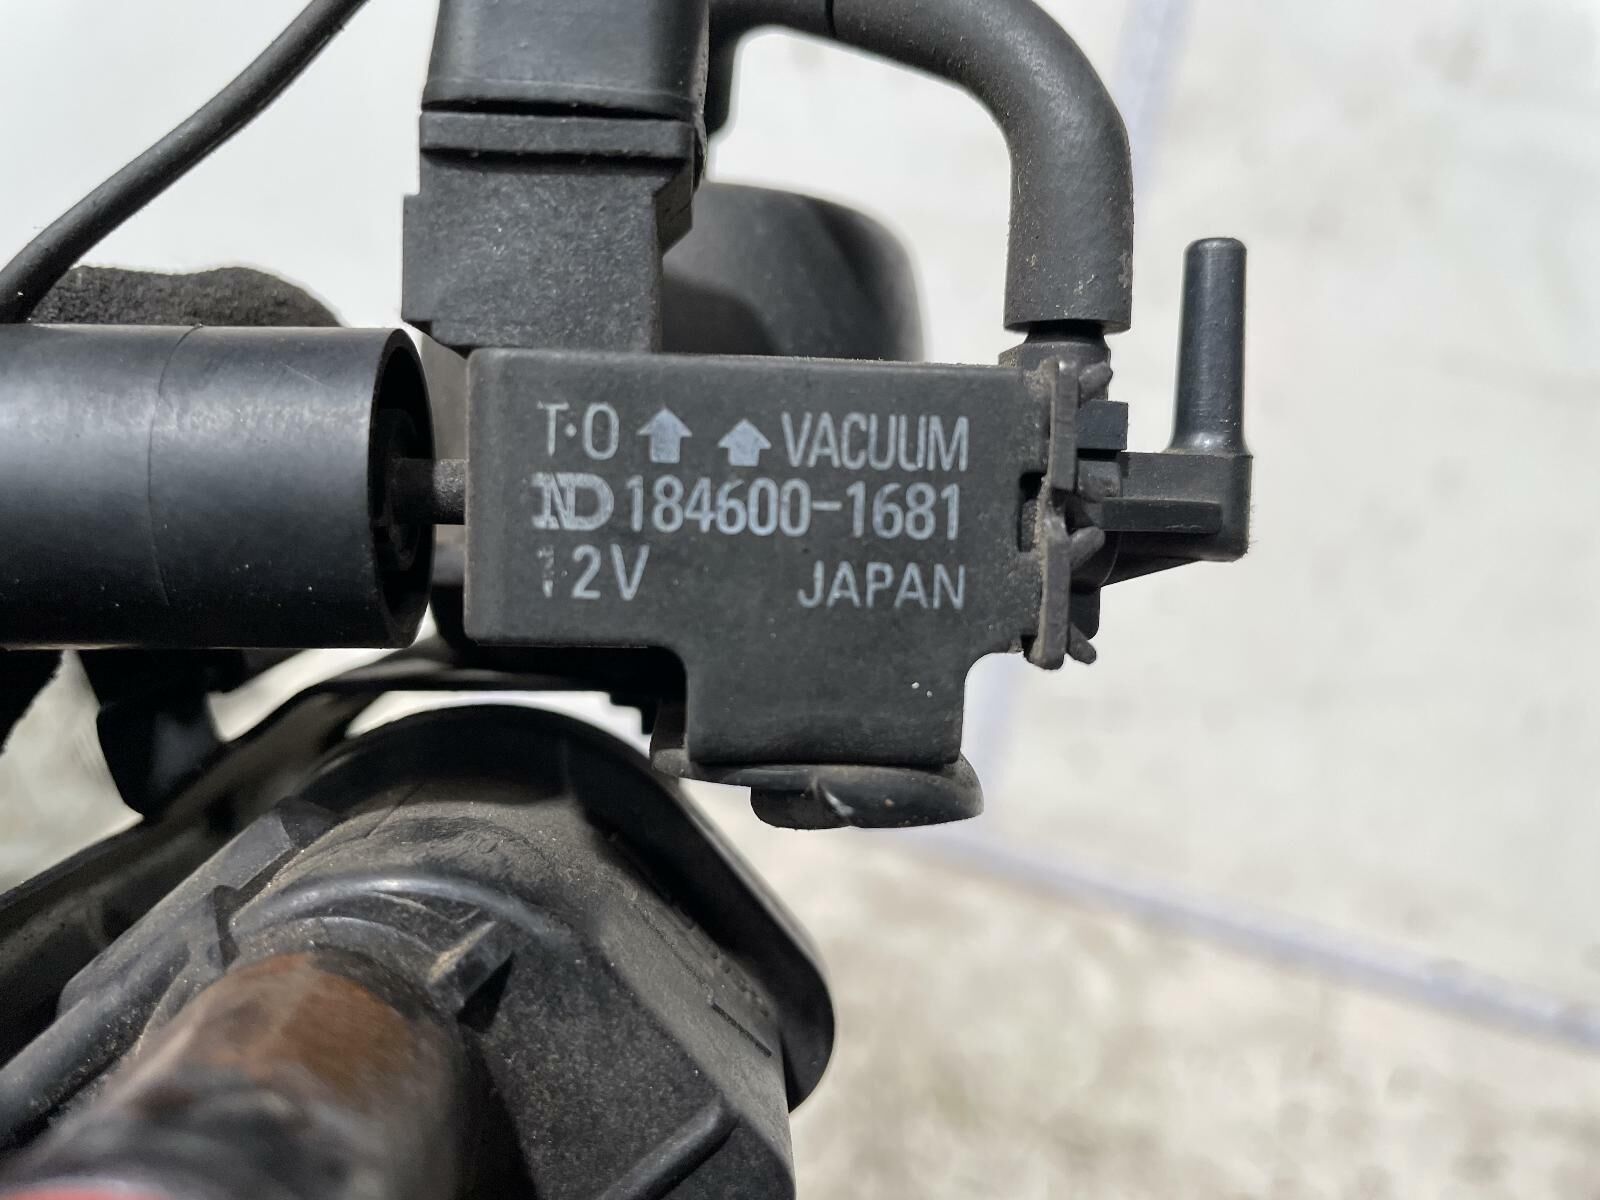 T·O ⬆ ⬆ VACUUM
ND 184600-1681
12V JAPAN